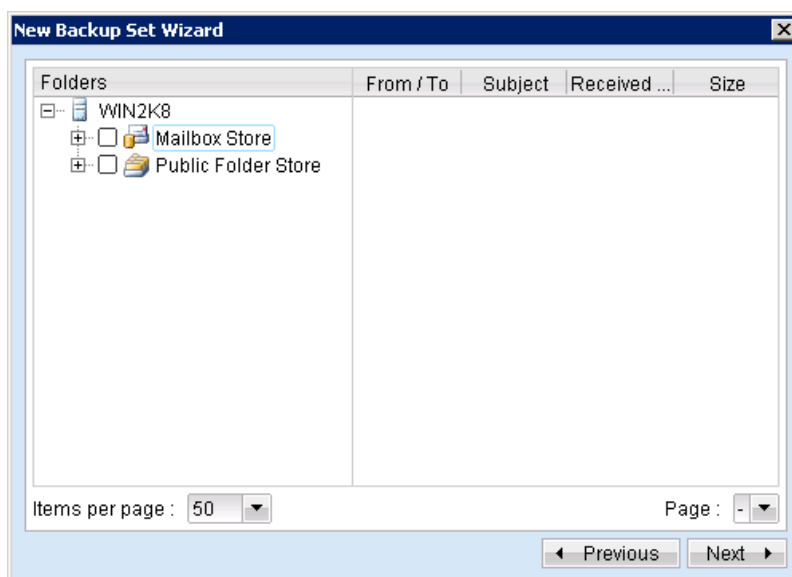 New Backup Set Wizard
Folders From / To Subject Received ... Size
WIN2K8
Mailbox Store
Public Folder Store
Items per page : 50 Page : -
Previous Next